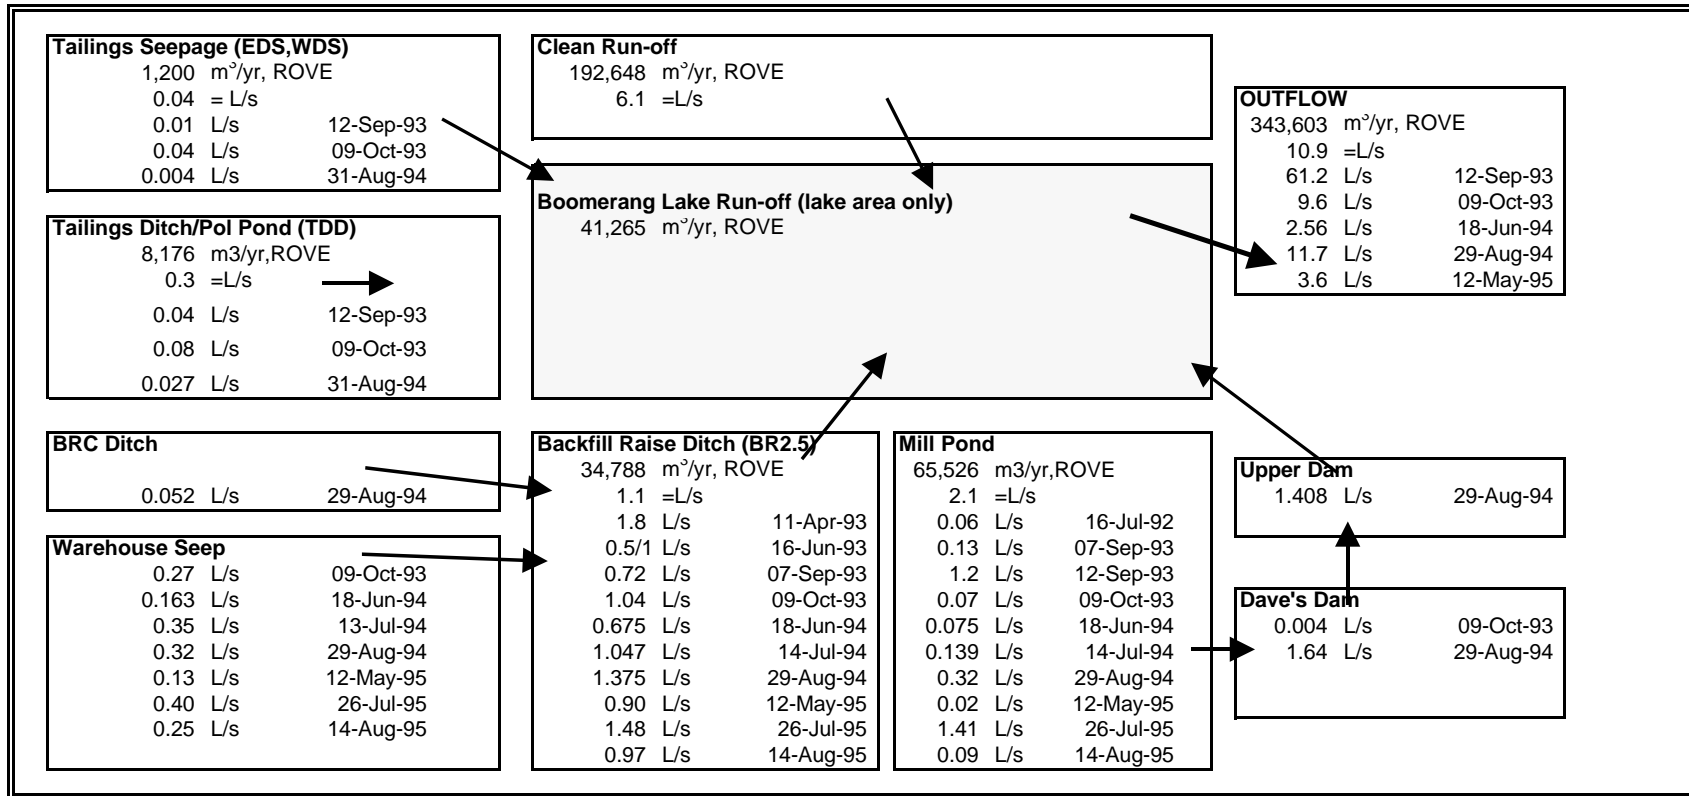 Tailings Seepage (EDS,WDS)
1,200 m³/yr, ROVE
0.04 = L/s
0.01 L/s 12-Sep-93
0.04 L/s 09-Oct-93
0.004 L/s 31-Aug-94
Clean Run-off
192,648 m³/yr, ROVE
6.1 =L/s
OUTFLOW
343,603 m³/yr, ROVE
10.9 =L/s
61.2 L/s 12-Sep-93
9.6 L/s 09-Oct-93
2.56 L/s 18-Jun-94
11.7 L/s 29-Aug-94
3.6 L/s 12-May-95
Boomerang Lake Run-off (lake area only)
41,265 m³/yr, ROVE
Tailings Ditch/Pol Pond (TDD)
8,176 m3/yr,ROVE
0.3 =L/s
0.04 L/s 12-Sep-93
0.08 L/s 09-Oct-93
0.027 L/s 31-Aug-94
BRC Ditch
0.052 L/s 29-Aug-94
Warehouse Seep
0.27 L/s 09-Oct-93
0.163 L/s 18-Jun-94
0.35 L/s 13-Jul-94
0.32 L/s 29-Aug-94
0.13 L/s 12-May-95
0.40 L/s 26-Jul-95
0.25 L/s 14-Aug-95
Backfill Raise Ditch (BR2.5)
34,788 m³/yr, ROVE
1.1 =L/s
1.8 L/s 11-Apr-93
0.5/1 L/s 16-Jun-93
0.72 L/s 07-Sep-93
1.04 L/s 09-Oct-93
0.675 L/s 18-Jun-94
1.047 L/s 14-Jul-94
1.375 L/s 29-Aug-94
0.90 L/s 12-May-95
1.48 L/s 26-Jul-95
0.97 L/s 14-Aug-95
Mill Pond
65,526 m3/yr,ROVE
2.1 =L/s
0.06 L/s 16-Jul-92
0.13 L/s 07-Sep-93
1.2 L/s 12-Sep-93
0.07 L/s 09-Oct-93
0.075 L/s 18-Jun-94
0.139 L/s 14-Jul-94
0.32 L/s 29-Aug-94
0.02 L/s 12-May-95
1.41 L/s 26-Jul-95
0.09 L/s 14-Aug-95
Upper Dam
1.408 L/s 29-Aug-94
Dave's Dam
0.004 L/s 09-Oct-93
1.64 L/s 29-Aug-94